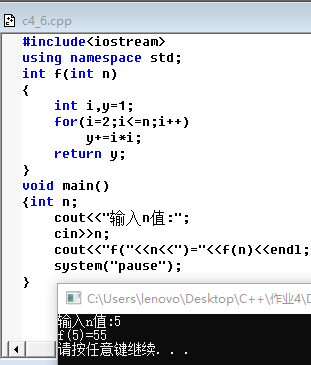 c4_6.cpp
#include<iostream>
using namespace std;
int f(int n)
{
    int i,y=1;
    for(i=2;i<=n;i++)
        y+=i*i;
    return y;
}
void main()
{int n;
    cout<<"输入n值:";
    cin>>n;
    cout<<"f("<<n<<")="<<f(n)<<endl;
    system("pause");
}
C:\Users\lenovo\Desktop\C++\作业4\D
输入n值:5
f(5)=55
请按任意键继续. . .